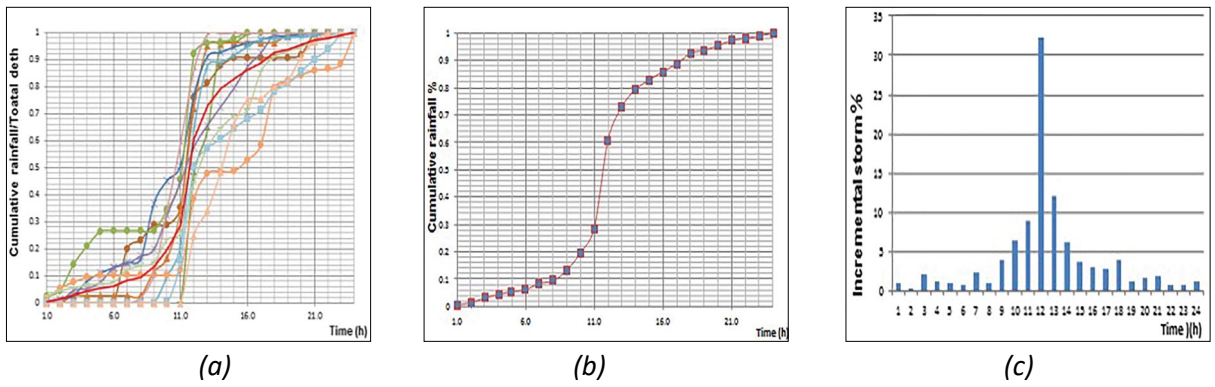 Cumulative rainfall/Toatal deth
1
0.9
0.8
0.7
0.6
0.5
0.4
0.3
0.2
0.1
0
1.0 6.0 11.0 16.0 21.0
Time (h)
(a)
Cumulative rainfall %
1
0.9
0.8
0.7
0.6
0.5
0.4
0.3
0.2
0.1
0
1.0 6.0 11.0 16.0 21.0
Time (h)
(b)
Incremental storm%
35
30
25
20
15
10
5
0
1 2 3 4 5 6 7 8 9 10 11 12 13 14 15 16 17 18 19 20 21 22 23 24
Time )(h)
(c)